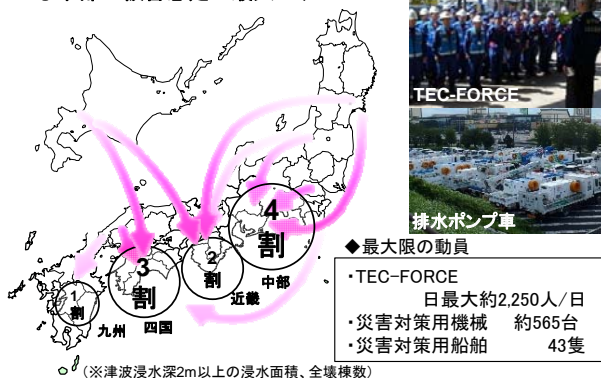 TEC-FORCE
排水ポンプ車
4
割
中部
2
割
近畿
3
割
四国
1
割
九州
◆最大限の動員
・TEC-FORCE
日最大約2,250人/日
・災害対策用機械 約565台
・災害対策用船舶 43隻
(※津波浸水深2m以上の浸水面積、全壊棟数)